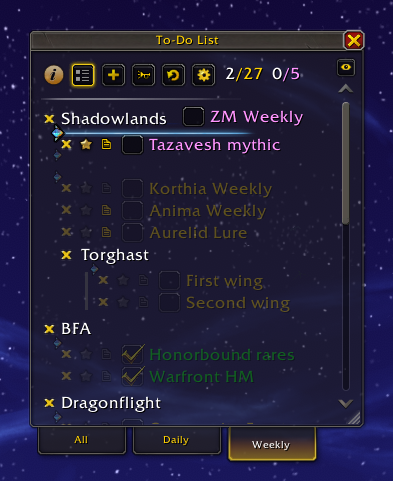 To-Do List
i 2/27 0/5
Shadowlands ZM Weekly
Tazavesh mythic
Korthia Weekly
Anima Weekly
Aurelid Lure
Torghast
First wing
Second wing
BFA
Honorbound rares
Warfront HM
Dragonflight
All Daily Weekly